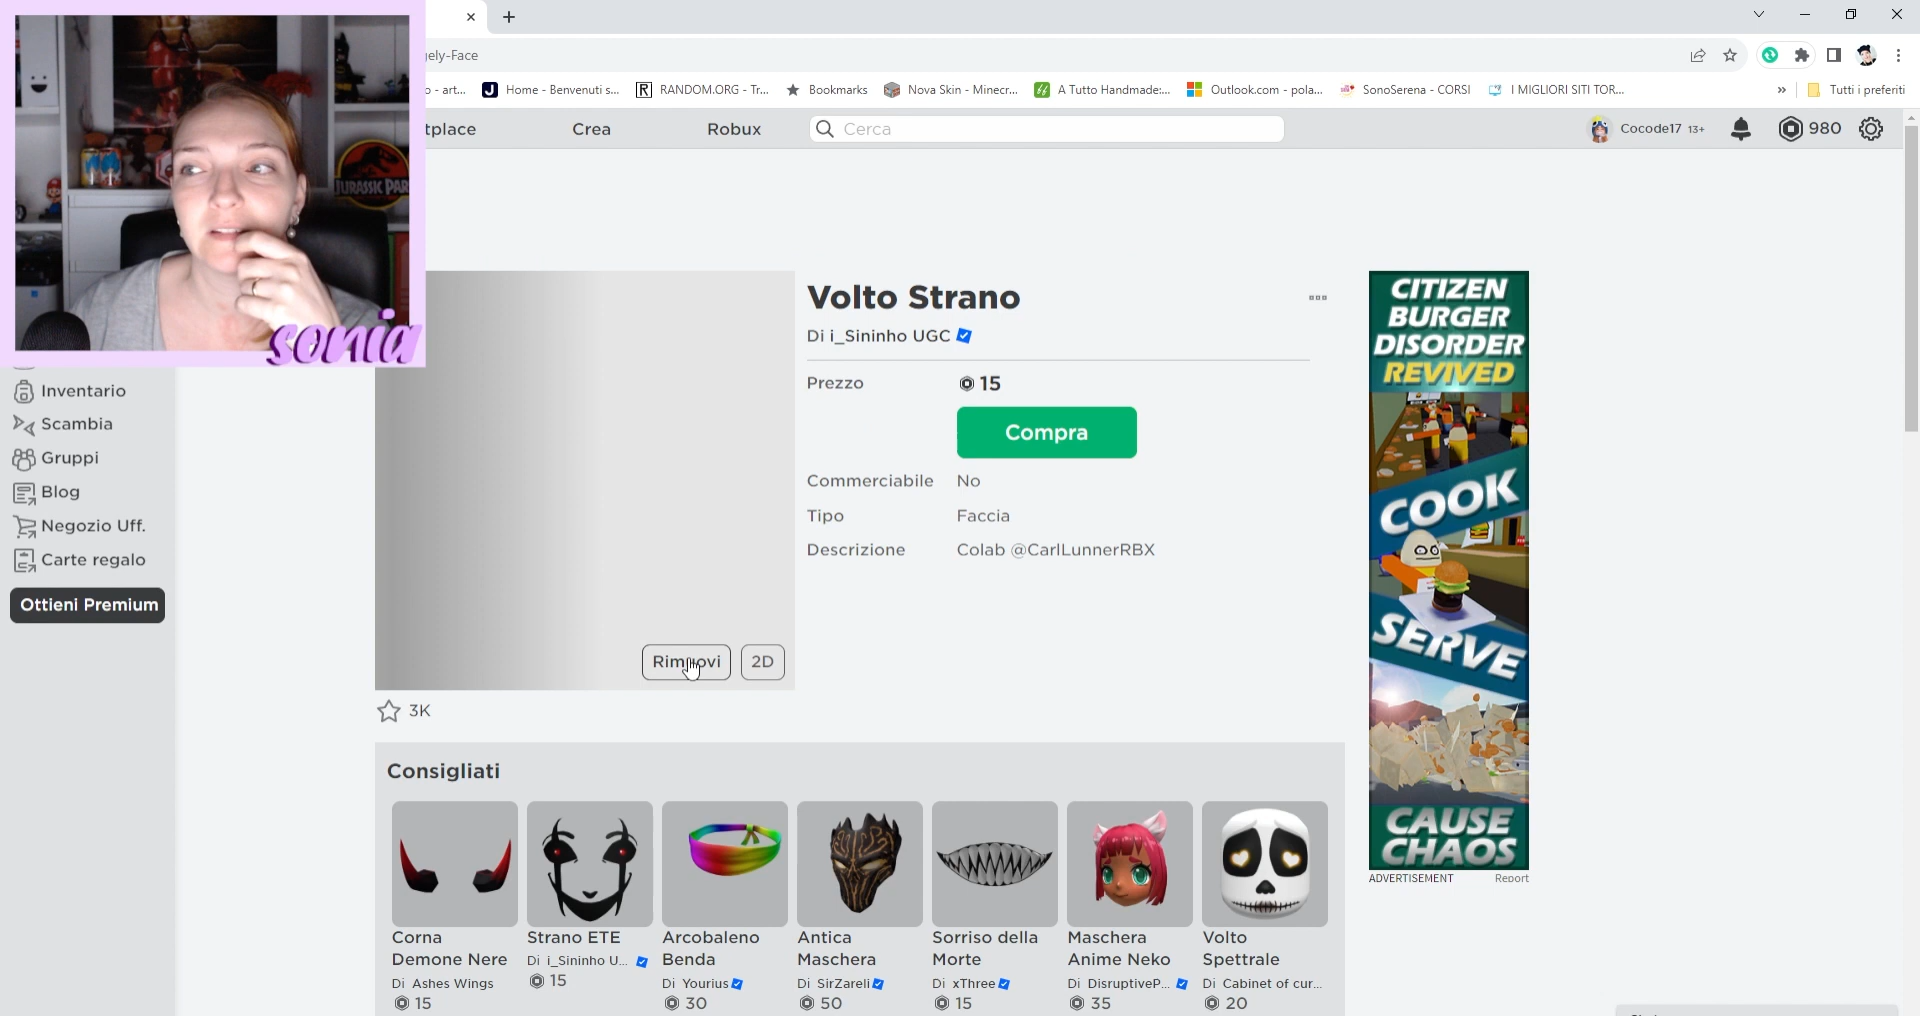 ely-Face
o - art...
Home - Benvenuti s...
RANDOM.ORG - Tr...
Bookmarks
Nova Skin - Minecr...
A Tutto Handmade:...
Outlook.com - pola...
SonoSerena - CORSI
I MIGLIORI SITI TOR...
»
Tutti i preferiti
tplace
Crea
Robux
Cerca
Cocode17 13+
980
JURASSIC PAR
sonia
Inventario
Scambia
Gruppi
Blog
Negozio Uff.
Carte regalo
Ottieni Premium
Volto Strano
Di i_Sininho UGC
Prezzo 15
Compra
Commerciabile No
Tipo Faccia
Descrizione Colab @CarlLunnerRBX
Rimuovi 2D
3K
CITIZEN
BURGER
DISORDER
REVIVED
COOK
SERVE
CAUSE
CHAOS
ADVERTISEMENT Report
Consigliati
Corna
Demone Nere
Di Ashes Wings
15
Strano ETE
Di i_Sininho U...
15
Arcobaleno
Benda
Di Yourius
30
Antica
Maschera
Di SirZareli
50
Sorriso della
Morte
Di xThree
15
Maschera
Anime Neko
Di DisruptiveP...
35
Volto
Spettrale
Di Cabinet of cur...
20